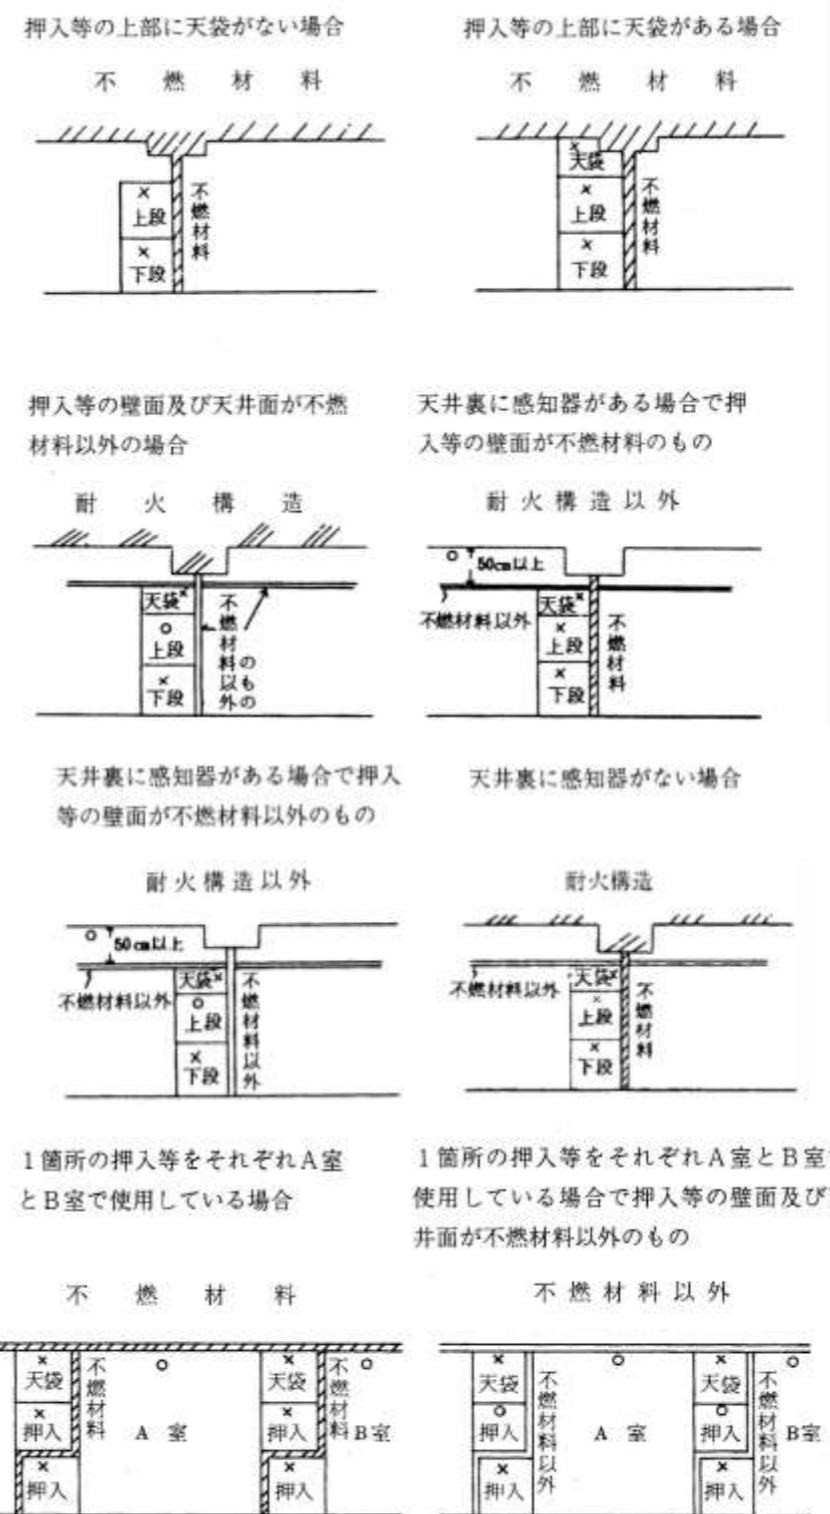 押入等の上部に天袋がない場合
不燃材料
×
上段
×
下段
不燃材料
押入等の上部に天袋がある場合
不燃材料
×
天袋
×
上段
×
下段
不燃材料
押入等の壁面及び天井面が不燃
材料以外の場合
耐火構造
天袋×
○
上段
×
下段
不燃材料以外
のもの
天井裏に感知器がある場合で押
入等の壁面が不燃材料のもの
耐火構造以外
○
50cm以上
不燃材料以外
天袋×
×
上段
×
下段
不燃材料
天井裏に感知器がある場合で押入
等の壁面が不燃材料以外のもの
耐火構造以外
○
50cm以上
不燃材料以外
天袋×
○
上段
×
下段
不燃材料以外
天井裏に感知器がない場合
耐火構造
不燃材料以外
天袋×
×
上段
×
下段
不燃材料
1箇所の押入等をそれぞれA室
とB室で使用している場合
不燃材料
×
天袋
×
押入
×
押入
不燃材料
○
A室
×
天袋
×
押入
×
押入
不燃材料
○
B室
1箇所の押入等をそれぞれA室とB室
使用している場合で押入等の壁面及び
井面が不燃材料以外のもの
不燃材料以外
×
天袋
○
押入
×
押入
不燃材料以外
○
A室
×
天袋
○
押入
×
押入
不燃材料以外
○
B室